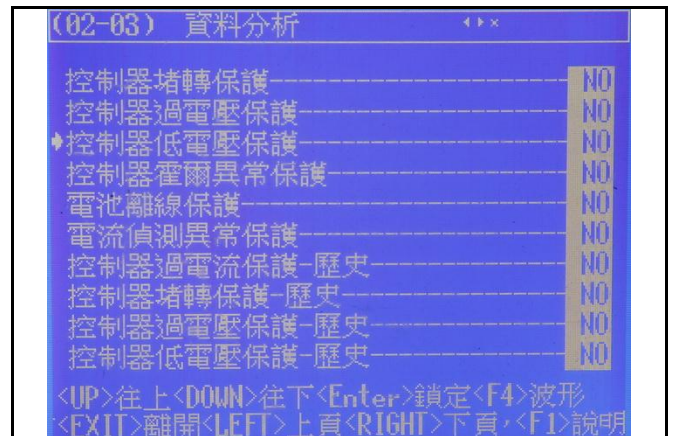 (02-03) 資料分析
控制器堵轉保護 NO
控制器過電壓保護 NO
控制器低電壓保護 NO
控制器霍爾異常保護 NO
電池離線保護 NO
電流偵測異常保護 NO
控制器過電流保護-歷史 NO
控制器堵轉保護-歷史 NO
控制器過電壓保護-歷史 NO
控制器低電壓保護-歷史 NO
<UP>往上<DOWN>往下<Enter>鎖定<F4>波形
<EXIT>離開<LEFT>上頁<RIGHT>下頁,<F1>說明